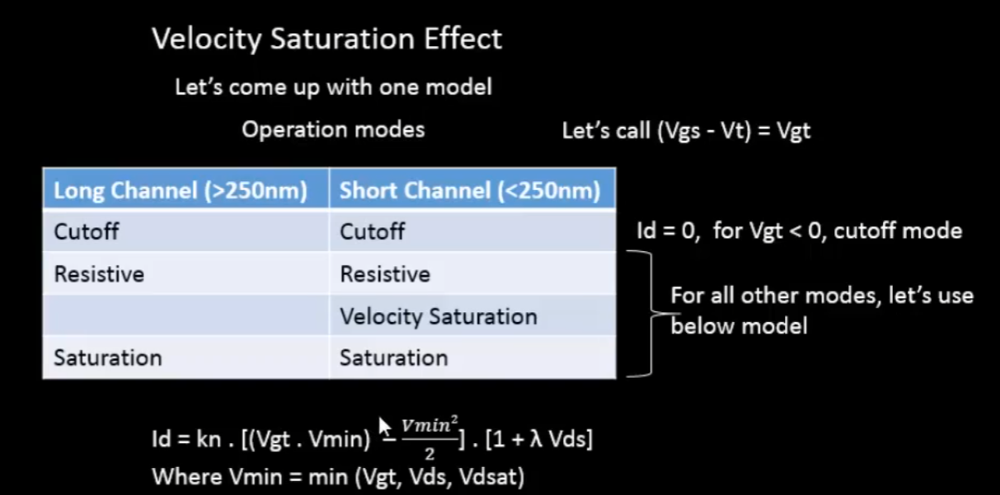 Velocity Saturation Effect
Let's come up with one model
Operation modes
Let's call (Vgs - Vt) = Vgt
Long Channel (>250nm) Short Channel (<250nm)
Cutoff Cutoff
Id = 0, for Vgt < 0, cutoff mode
Resistive Resistive
Velocity Saturation
Saturation Saturation
For all other modes, let's use
below model
Id = kn . [(Vgt . Vmin) – Vmin²/2] . [1 + λ Vds]
Where Vmin = min (Vgt, Vds, Vdsat)